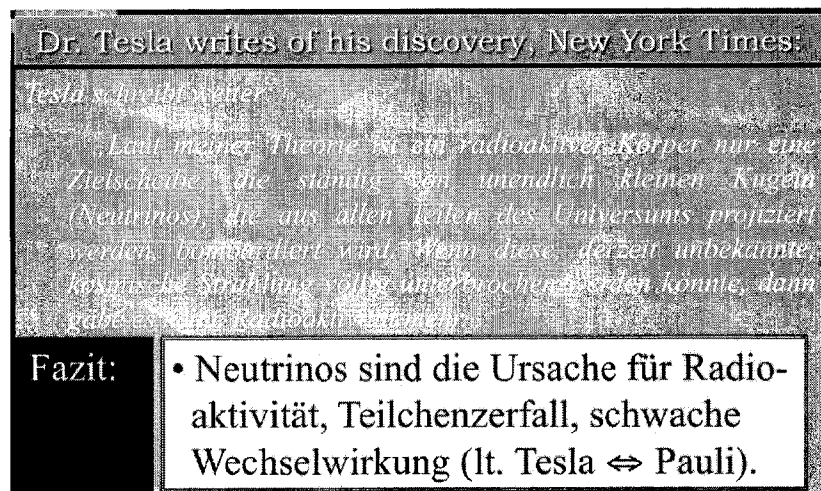 Dr. Tesla writes of his discovery, New York Times:
Tesla schreibt weiter
„Laut meiner Theorie ist ein radioaktiver Körper nur eine
Zielscheibe, die ständig von unendlich kleinen Kugeln
(Neutrinos), die aus allen Teilen des Universums projiziert
werden, bombardiert wird. Wenn diese, derzeit unbekannte,
kosmische Strahlung völlig unterbrochen werden könnte, dann
gäbe es
Fazit:
• Neutrinos sind die Ursache für Radio-
aktivität, Teilchenzerfall, schwache
Wechselwirkung (lt. Tesla ⇔ Pauli).